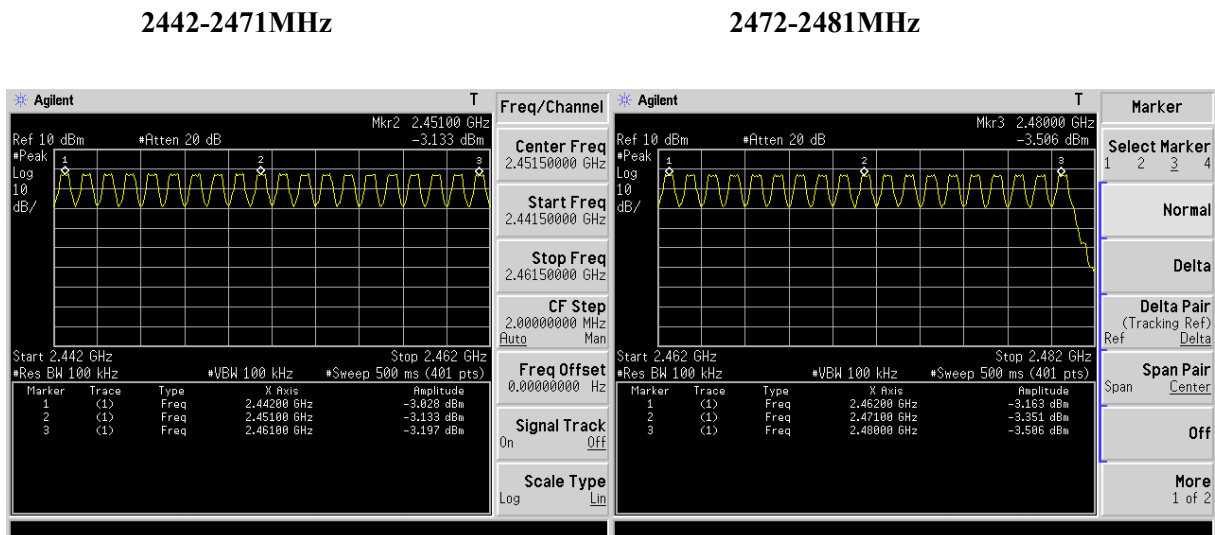 2442-2471MHz
2472-2481MHz
Agilent T
Mkr2 2.45100 GHz
Ref 10 dBm #Atten 20 dB -3.133 dBm
#Peak
Log
10
dB/
1 2 3
Start 2.442 GHz Stop 2.462 GHz
#Res BW 100 kHz #VBW 100 kHz #Sweep 500 ms (401 pts)
Marker Trace Type X Axis Amplitude
1 (1) Freq 2.44200 GHz -3.028 dBm
2 (1) Freq 2.45100 GHz -3.133 dBm
3 (1) Freq 2.46100 GHz -3.197 dBm
Freq/Channel
Center Freq
2.45150000 GHz
Start Freq
2.44150000 GHz
Stop Freq
2.46150000 GHz
CF Step
2.00000000 MHz
Auto Man
Freq Offset
0.00000000 Hz
Signal Track
On Off
Scale Type
Log Lin
Agilent T
Mkr3 2.48000 GHz
Ref 10 dBm #Atten 20 dB -3.506 dBm
#Peak
Log
10
dB/
1 2 3
Start 2.462 GHz Stop 2.482 GHz
#Res BW 100 kHz #VBW 100 kHz #Sweep 500 ms (401 pts)
Marker Trace Type X Axis Amplitude
1 (1) Freq 2.46200 GHz -3.163 dBm
2 (1) Freq 2.47100 GHz -3.351 dBm
3 (1) Freq 2.48000 GHz -3.506 dBm
Marker
Select Marker
1 2 3 4
Normal
Delta
Delta Pair
(Tracking Ref)
Ref Delta
Span Pair
Span Center
Off
More
1 of 2